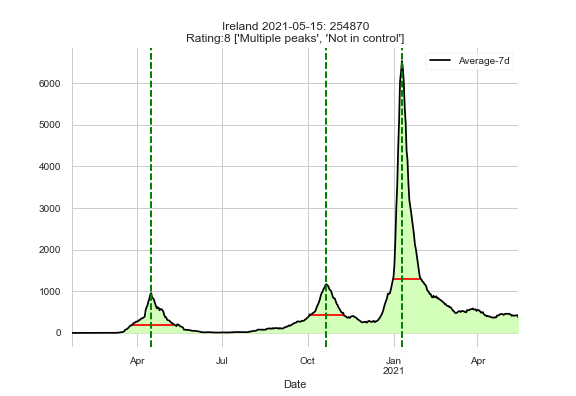 Ireland 2021-05-15: 254870
Rating:8 ['Multiple peaks', 'Not in control']
Average-7d
6000
5000
4000
3000
2000
1000
0
Apr
Jul
Oct
Jan
2021
Apr
Date